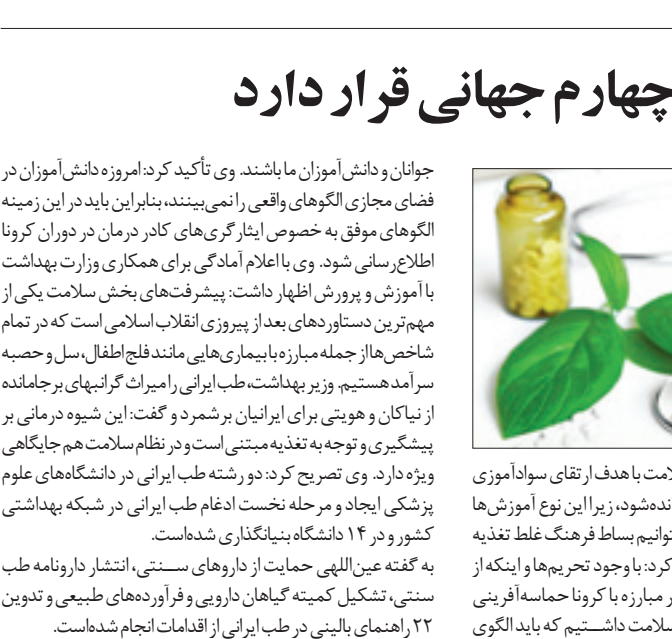 چهارم جهانی قرار دارد
لامت با هدف ارتقای سوادآموزی
نده‌شود، زیرا این نوع آموزش‌ها
توانیم بساط فرهنگ غلط تغذیه
کرد: با وجود تحریم‌ها و اینکه از
ر مبارزه با کرونا حماسه‌آفرینی
سلامت داشــتیم که باید الگوی
جوانان و دانش‌آموزان ما باشند. وی تأکید کرد: امروزه دانش‌آموزان در
فضای مجازی الگوهای واقعی را نمی‌بینند، بنابراین باید در این زمینه
الگوهای موفق به خصوص ایثارگری‌های کادر درمان در دوران کرونا
اطلاع‌رسانی شود. وی با اعلام آمادگی برای همکاری وزارت بهداشت
با آموزش و پرورش اظهار داشت: پیشرفت‌های بخش سلامت یکی از
مهم‌ترین دستاوردهای بعد از پیروزی انقلاب اسلامی است که در تمام
شاخص‌ها از جمله مبارزه با بیماری‌هایی مانند فلج اطفال، سل و حصبه
سرآمد هستیم. وزیر بهداشت، طب ایرانی را میراث گرانبهای برجامانده
از نیاکان و هویتی برای ایرانیان برشمرد و گفت: این شیوه درمانی بر
پیشگیری و توجه به تغذیه مبتنی است و در نظام سلامت هم جایگاهی
ویژه دارد. وی تصریح کرد: دو رشته طب ایرانی در دانشگاه‌های علوم
پزشکی ایجاد و مرحله نخست ادغام طب ایرانی در شبکه بهداشتی
کشور و در ۱۴ دانشگاه بنیانگذاری شده‌است.
به گفته عین‌اللهی حمایت از داروهای ســنتی، انتشار دارونامه طب
سنتی، تشکیل کمیته گیاهان دارویی و فرآورده‌های طبیعی و تدوین
۲۲ راهنمای بالینی در طب ایرانی از اقدامات انجام شده‌است.